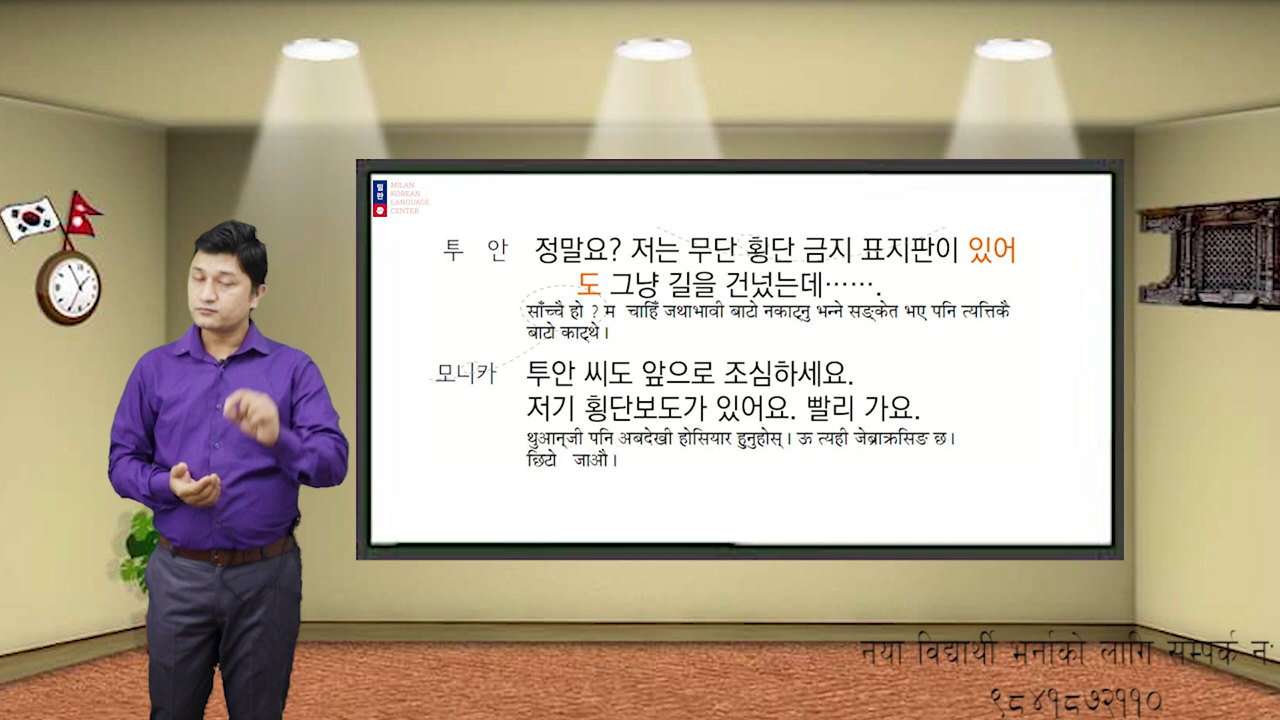 밀란
MILAN
KOREAN
LANGUAGE
CENTER
투 안 정말요? 저는 무단 횡단 금지 표지판이 있어
도 그냥 길을 건넜는데…….
साँच्चै हो ? म चाहिँ जथाभावी बाटो नकाट्नु भन्ने सङ्केत भए पनि त्यत्तिकै
बाटो काट्थे ।
모니카 투안 씨도 앞으로 조심하세요.
저기 횡단보도가 있어요. 빨리 가요.
थुआन्जी पनि अबदेखी होसियार हुनुहोस् । ऊ त्यही जेब्राक्रसिङ छ ।
छिटो जाऔ ।
नया विद्यार्थी भर्नाको लागि सम्पर्क न:
९८४१८७२११०